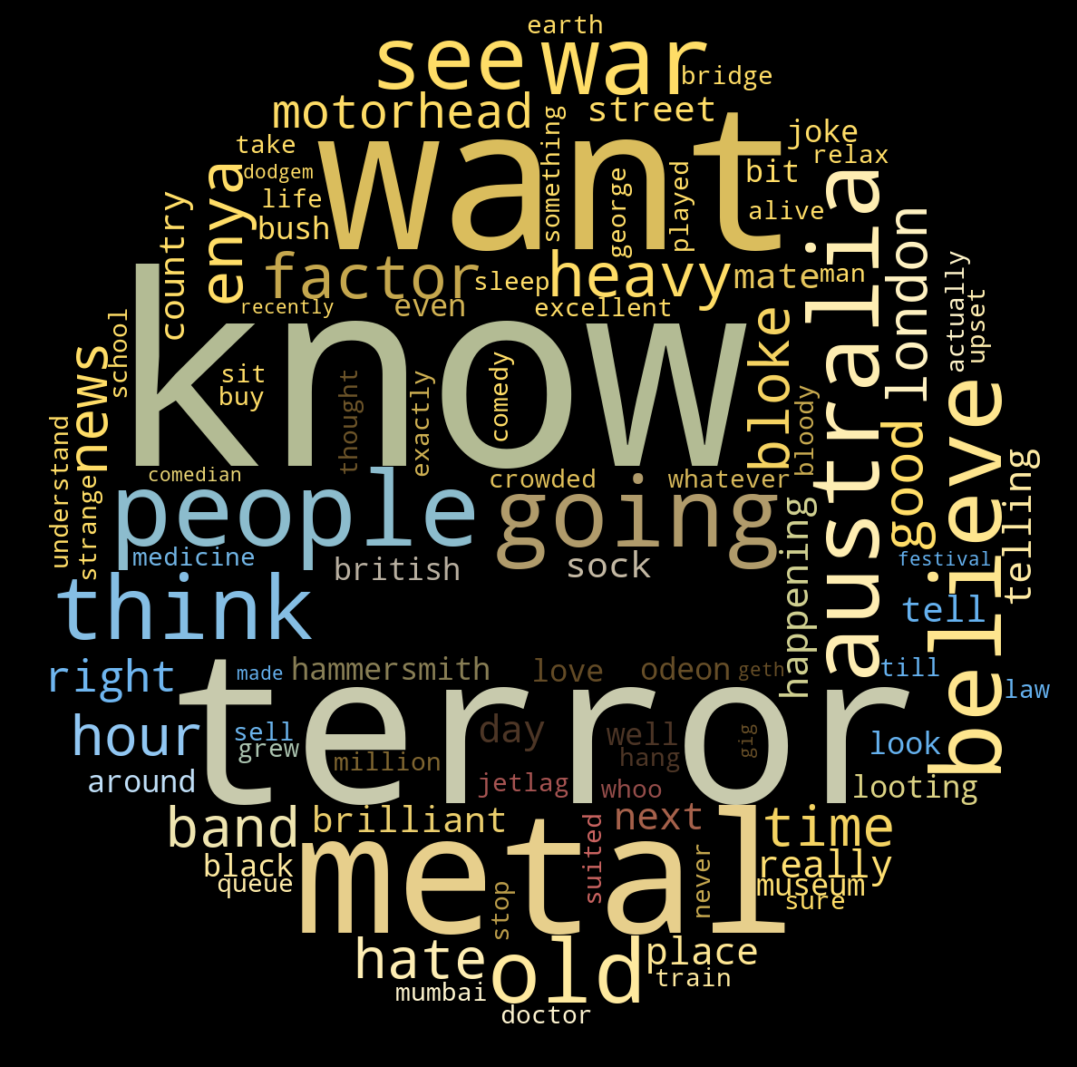 earth
see war
bridge
motorhead
something
street
want
take
dodgem
joke
relax
life
enya
bush
george
played
bit
alive
country
factor
sleep
heavy
mate
man
australia
london
actually
upset
recently
even
excellent
know
school
news
sit
buy
thought
exactly
comedy
bloke
bloody
good
believe
telling
understand
strange
comedian
crowded
whatever
people
going
happening
medicine
british
sock
festival
think
tell
right
made
hammersmith
love
odeon
geth
till
law
terror
hour
sell
grew
day
well
gig
look
million
hang
around
jetlag
whoo
looting
band
brilliant
suited
next
time
metal
black
queue
never
really
museum
sure
stop
hate
old
place
train
mumbai
doctor